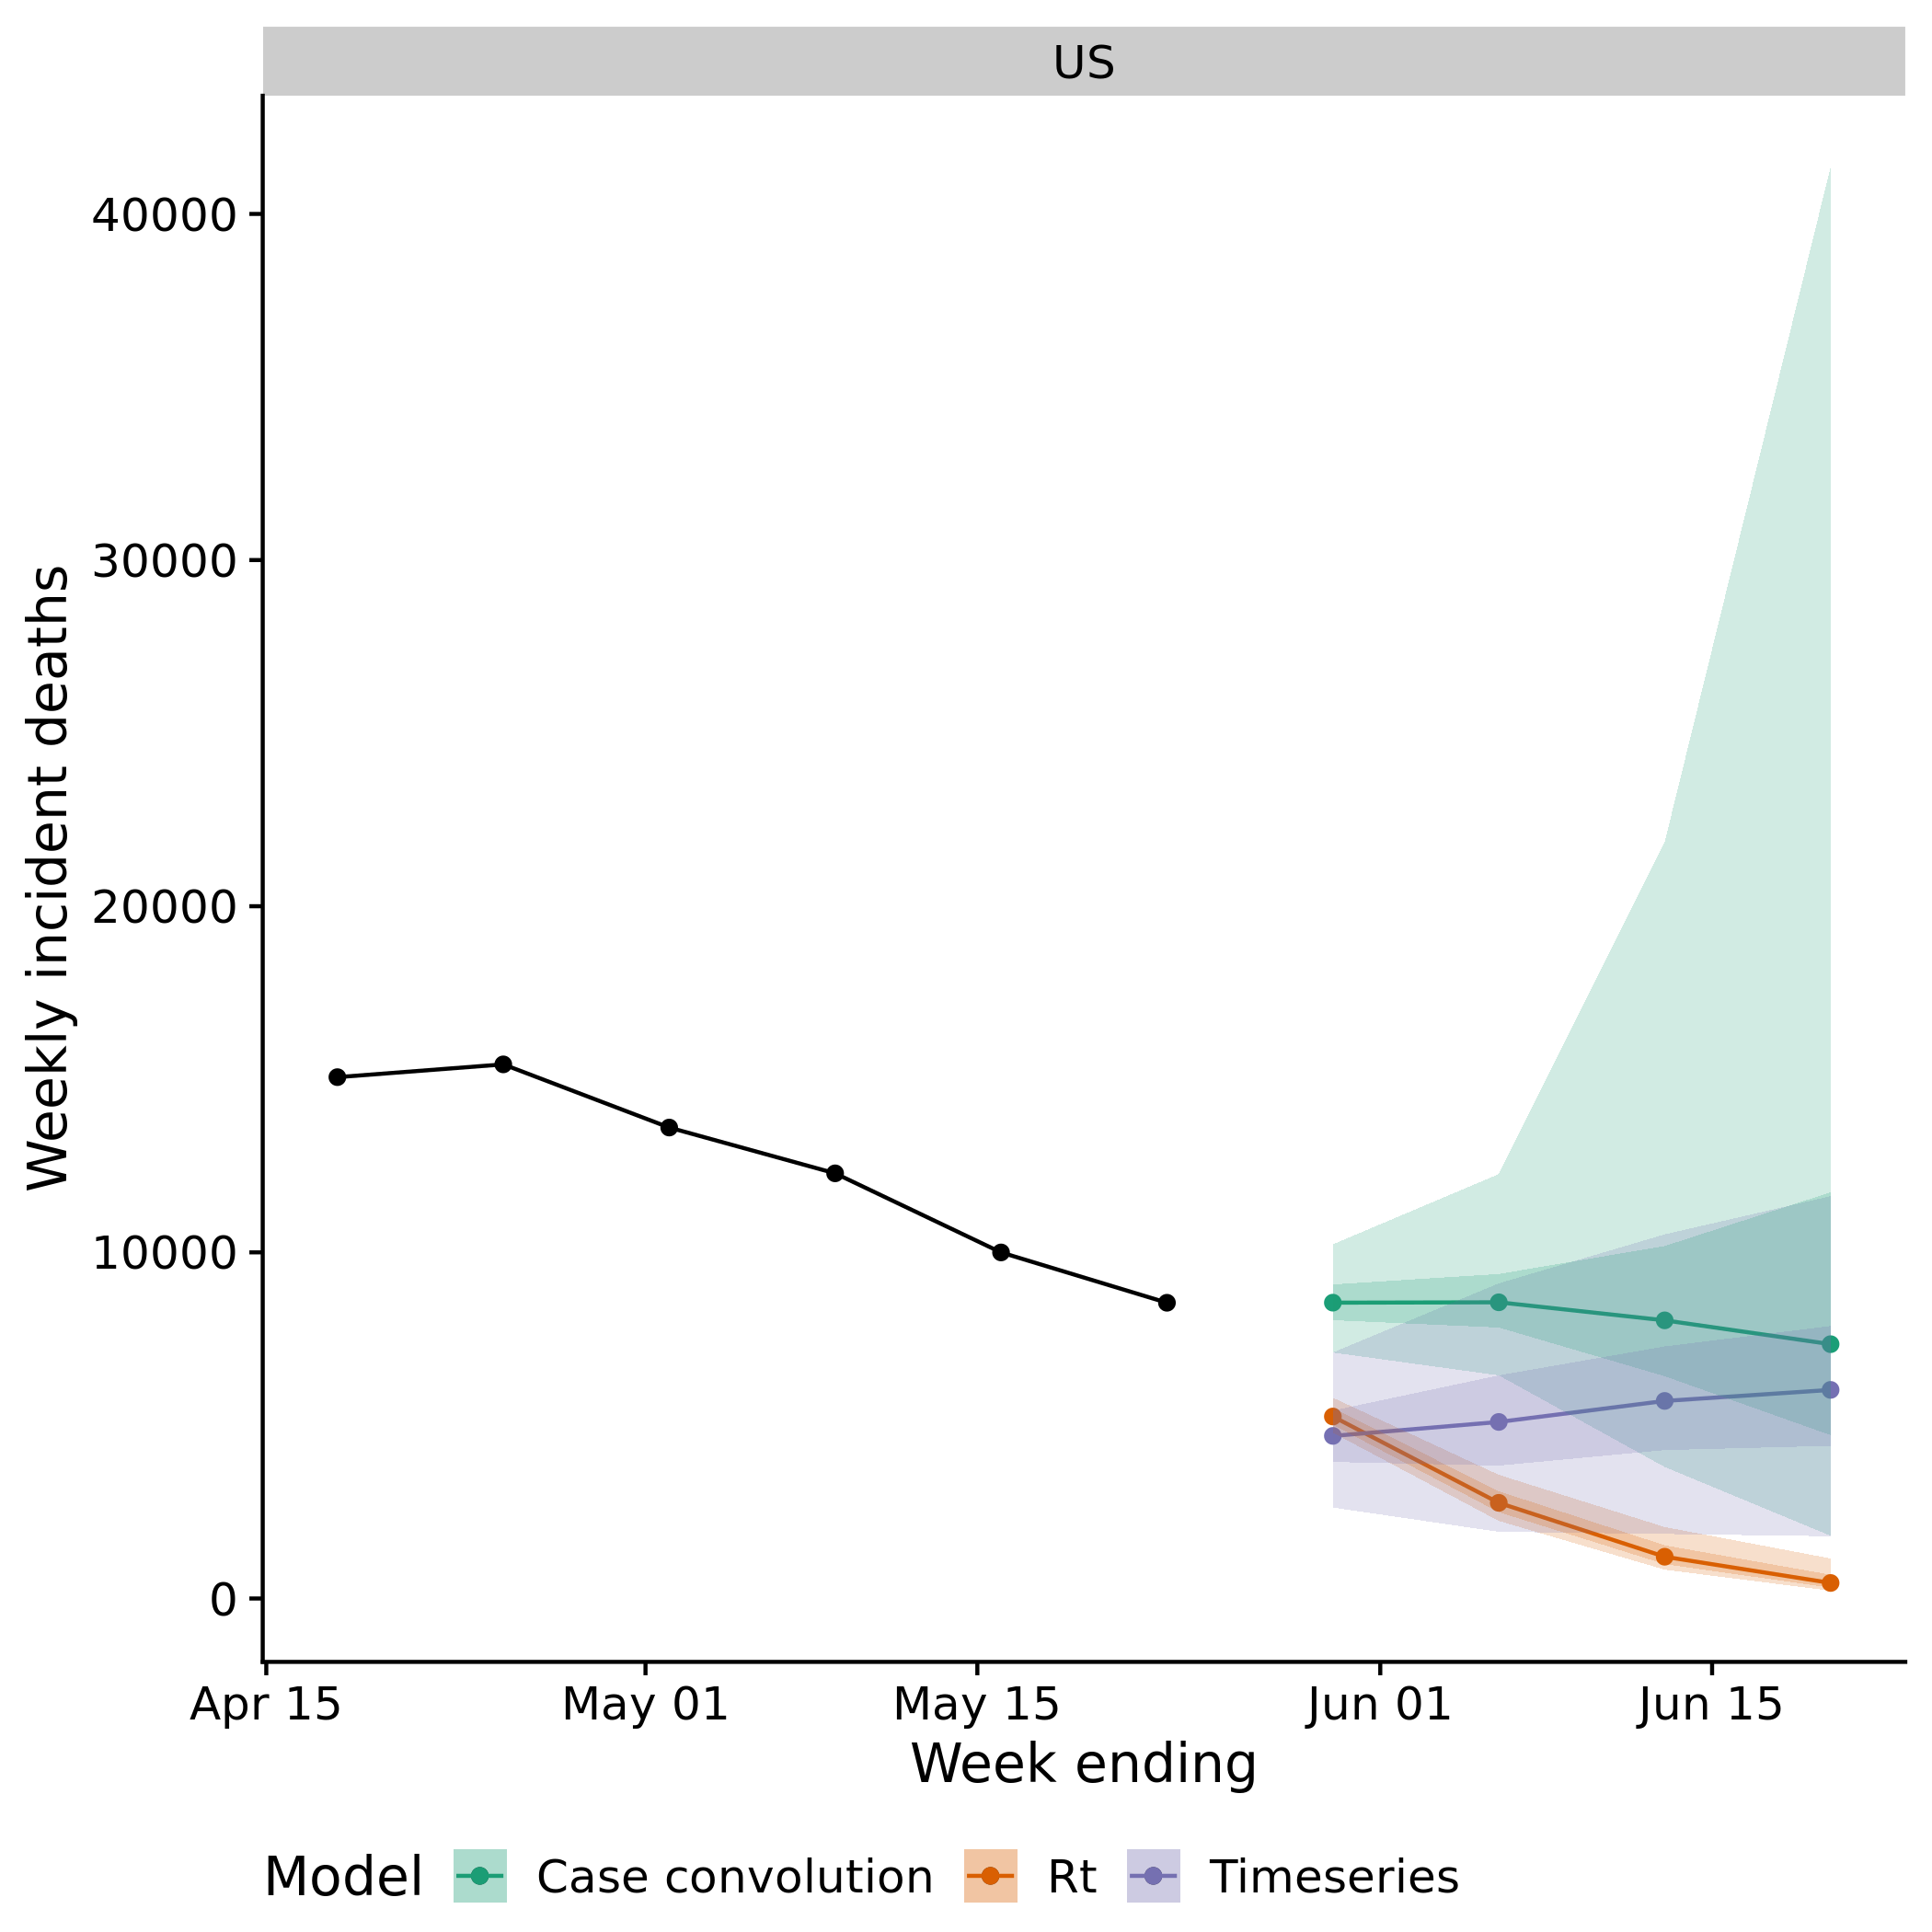 US
Weekly incident deaths
40000
30000
20000
10000
0
Apr 15 May 01 May 15 Jun 01 Jun 15
Week ending
Model Case convolution Rt Timeseries